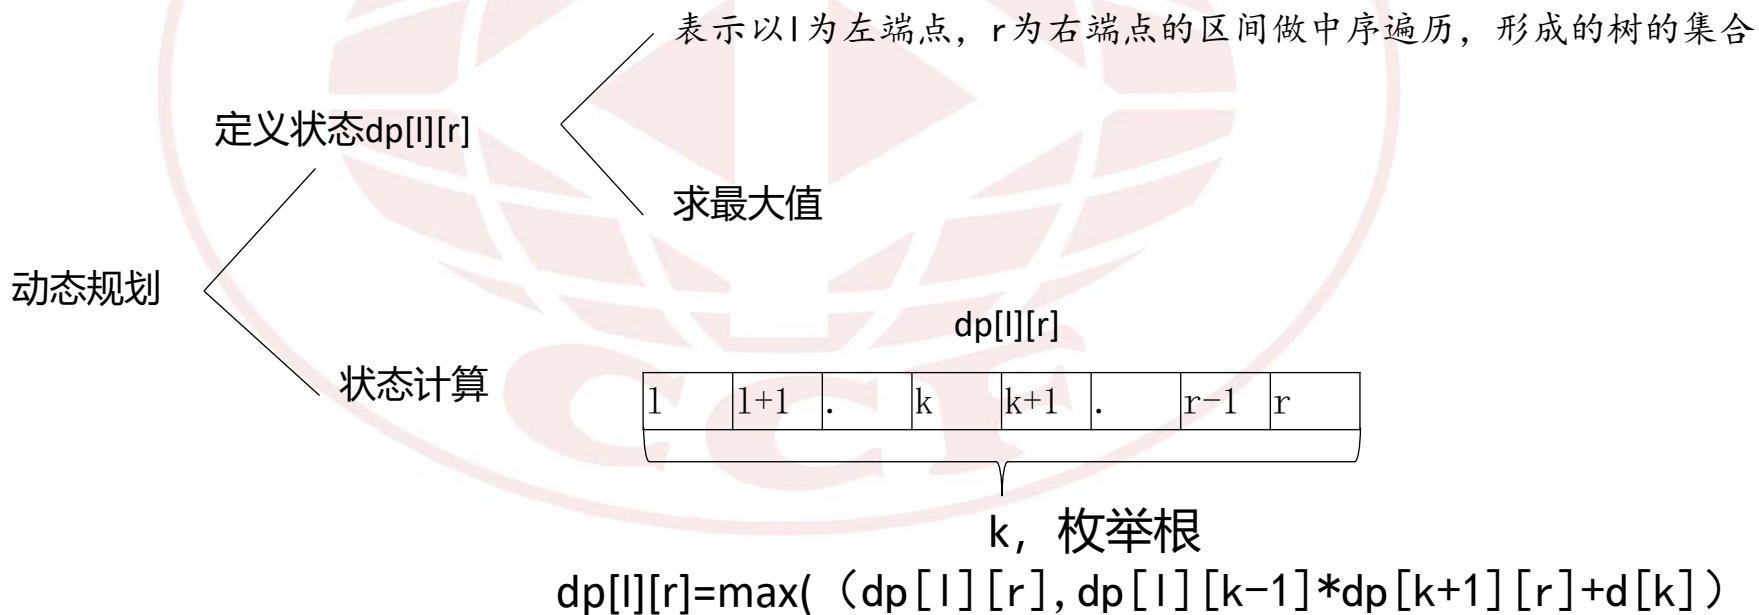 表示以l为左端点，r为右端点的区间做中序遍历，形成的树的集合
定义状态dp[l][r]
求最大值
动态规划
dp[l][r]
状态计算
l l+1 . k k+1 . r-1 r
k，枚举根
dp[l][r]=max(（dp[l][r],dp[l][k-1]*dp[k+1][r]+d[k]）
CCF